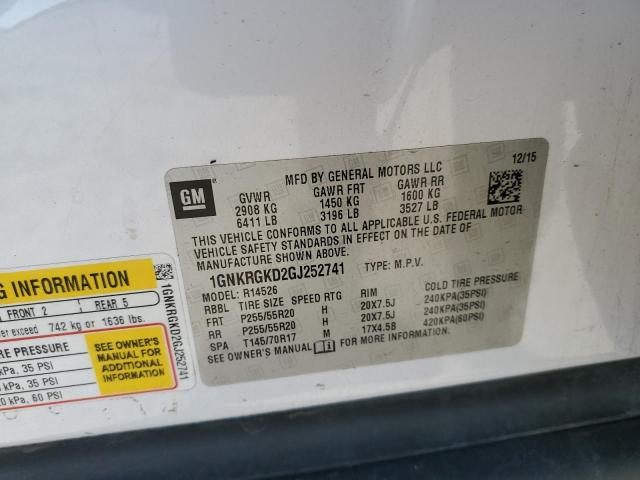 GM
MFD BY GENERAL MOTORS LLC
12/15
GVWR GAWR FRT GAWR RR
2908 KG 1450 KG 1600 KG
6411 LB 3196 LB 3527 LB
THIS VEHICLE CONFORMS TO ALL APPLICABLE U.S. FEDERAL MOTOR
VEHICLE SAFETY STANDARDS IN EFFECT ON THE DATE OF
MANUFACTURE SHOWN ABOVE.
1GNKRGKD2GJ252741 TYPE: M.P.V.
MODEL: R14526
RBBL TIRE SIZE SPEED RTG RIM COLD TIRE PRESSURE
FRT P255/55R20 H 20X7.5J 240KPA(35PSI)
RR P255/55R20 H 20X7.5J 240KPA(35PSI)
SPA T145/70R17 M 17X4.5B 420KPA(60PSI)
SEE OWNER'S MANUAL FOR MORE INFORMATION.
INFORMATION
FRONT 2 REAR 5
exceed 742 kg or 1636 lbs.
TIRE PRESSURE
kPa, 35 PSI
kPa, 35 PSI
kPa, 60 PSI
SEE OWNER'S
MANUAL FOR
ADDITIONAL
INFORMATION
1GNKRGKD2GJ252741